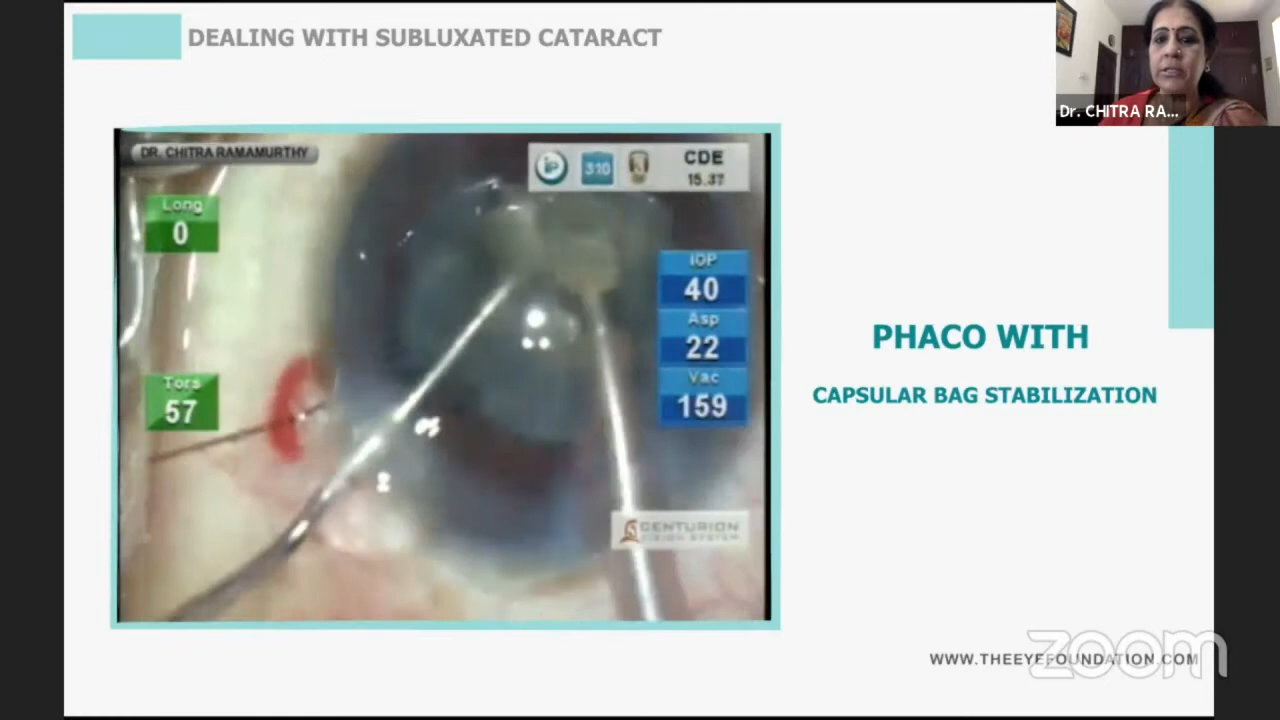 DEALING WITH SUBLUXATED CATARACT
Dr. CHITRA RA...
DR. CHITRA RAMAMURTHY
310
CDE
15.37
Long
0
IOP
40
Asp
22
Tors
57
Vac
159
PHACO WITH
CAPSULAR BAG STABILIZATION
CENTURION
VISION SYSTEM
WWW.THEEYEFOUNDATION.COM
zoom